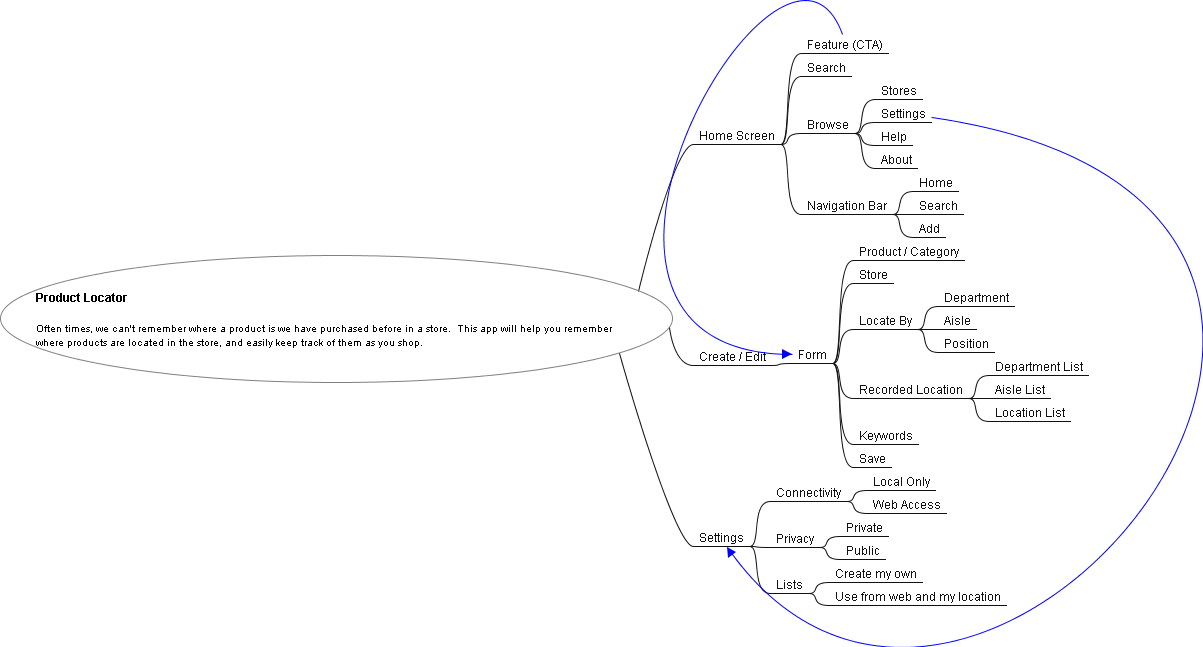 Product Locator
Often times, we can't remember where a product is we have purchased before in a store.  This app will help you remember
where products are located in the store, and easily keep track of them as you shop.
Home Screen
Feature (CTA)
Search
Browse
Stores
Settings
Help
About
Navigation Bar
Home
Search
Add
Create / Edit
Form
Product / Category
Store
Locate By
Department
Aisle
Position
Recorded Location
Department List
Aisle List
Location List
Keywords
Save
Settings
Connectivity
Local Only
Web Access
Privacy
Private
Public
Lists
Create my own
Use from web and my location